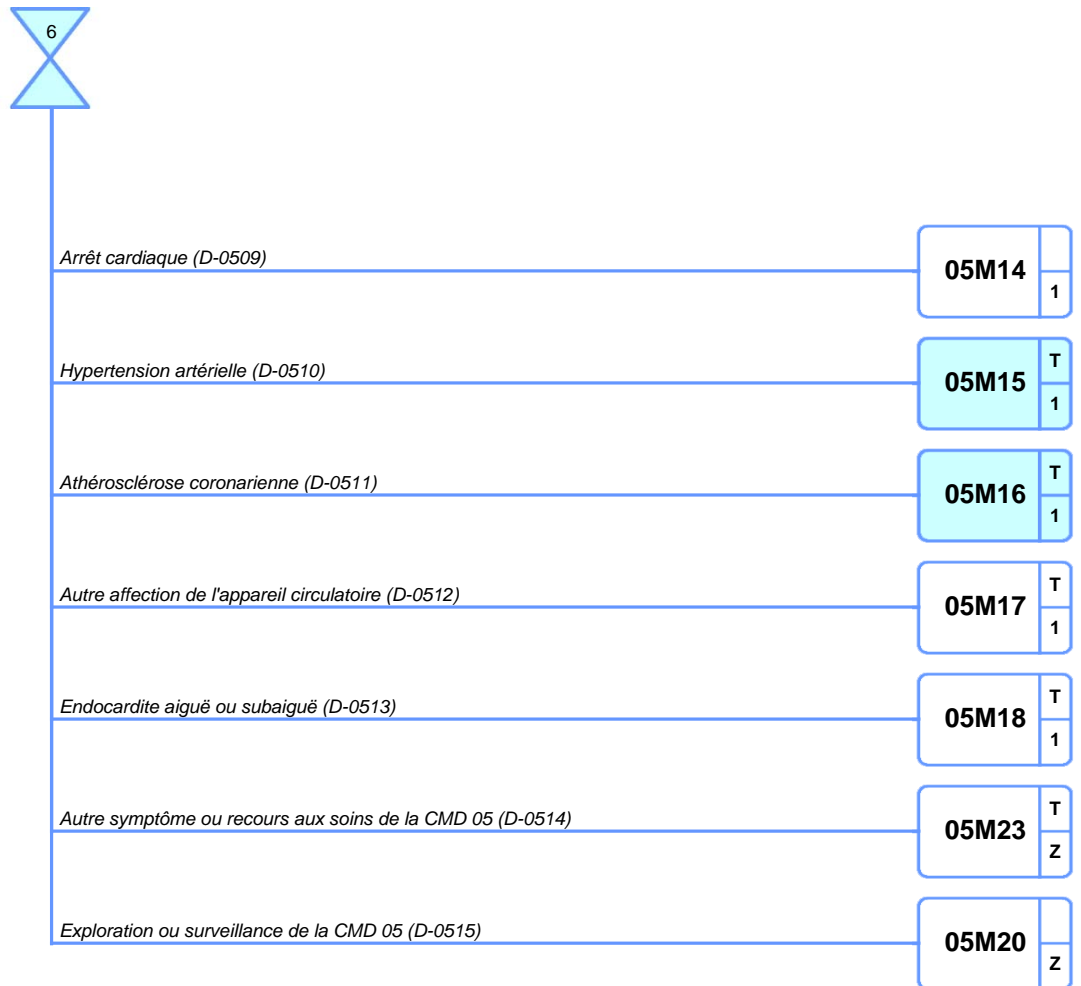 6
Arrêt cardiaque (D-0509)
05M14
1
Hypertension artérielle (D-0510)
05M15
T
1
Athérosclérose coronarienne (D-0511)
05M16
T
1
Autre affection de l'appareil circulatoire (D-0512)
05M17
T
1
Endocardite aiguë ou subaiguë (D-0513)
05M18
T
1
Autre symptôme ou recours aux soins de la CMD 05 (D-0514)
05M23
T
Z
Exploration ou surveillance de la CMD 05 (D-0515)
05M20
Z